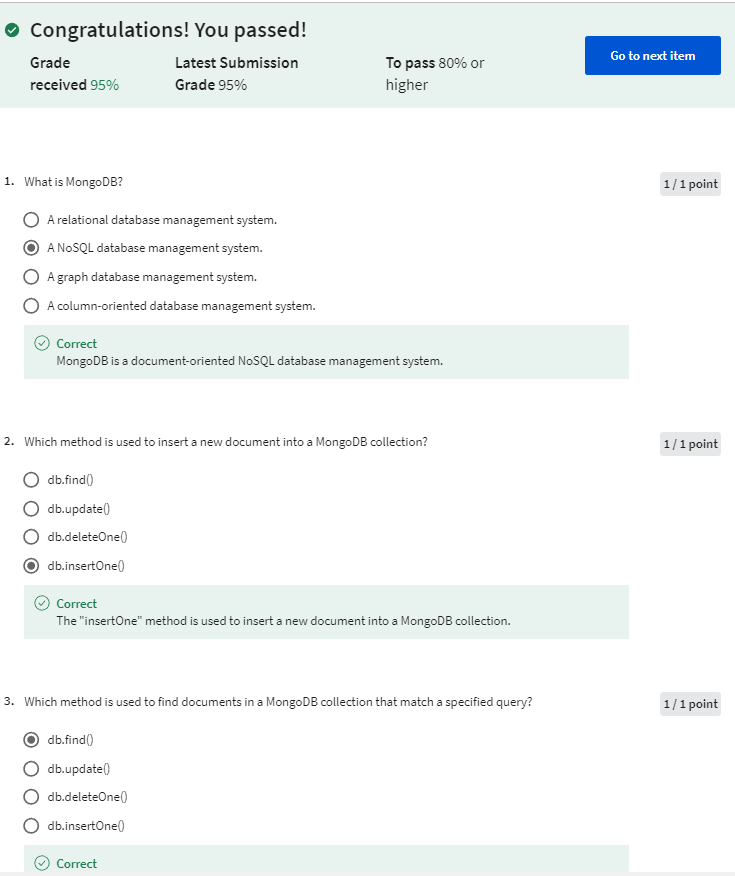 Congratulations! You passed!
Grade received 95%
Latest Submission Grade 95%
To pass 80% or higher
Go to next item
1. What is MongoDB?
1 / 1 point
A relational database management system.
A NoSQL database management system.
A graph database management system.
A column-oriented database management system.
Correct
MongoDB is a document-oriented NoSQL database management system.
2. Which method is used to insert a new document into a MongoDB collection?
1 / 1 point
db.find()
db.update()
db.deleteOne()
db.insertOne()
Correct
The "insertOne" method is used to insert a new document into a MongoDB collection.
3. Which method is used to find documents in a MongoDB collection that match a specified query?
1 / 1 point
db.find()
db.update()
db.deleteOne()
db.insertOne()
Correct